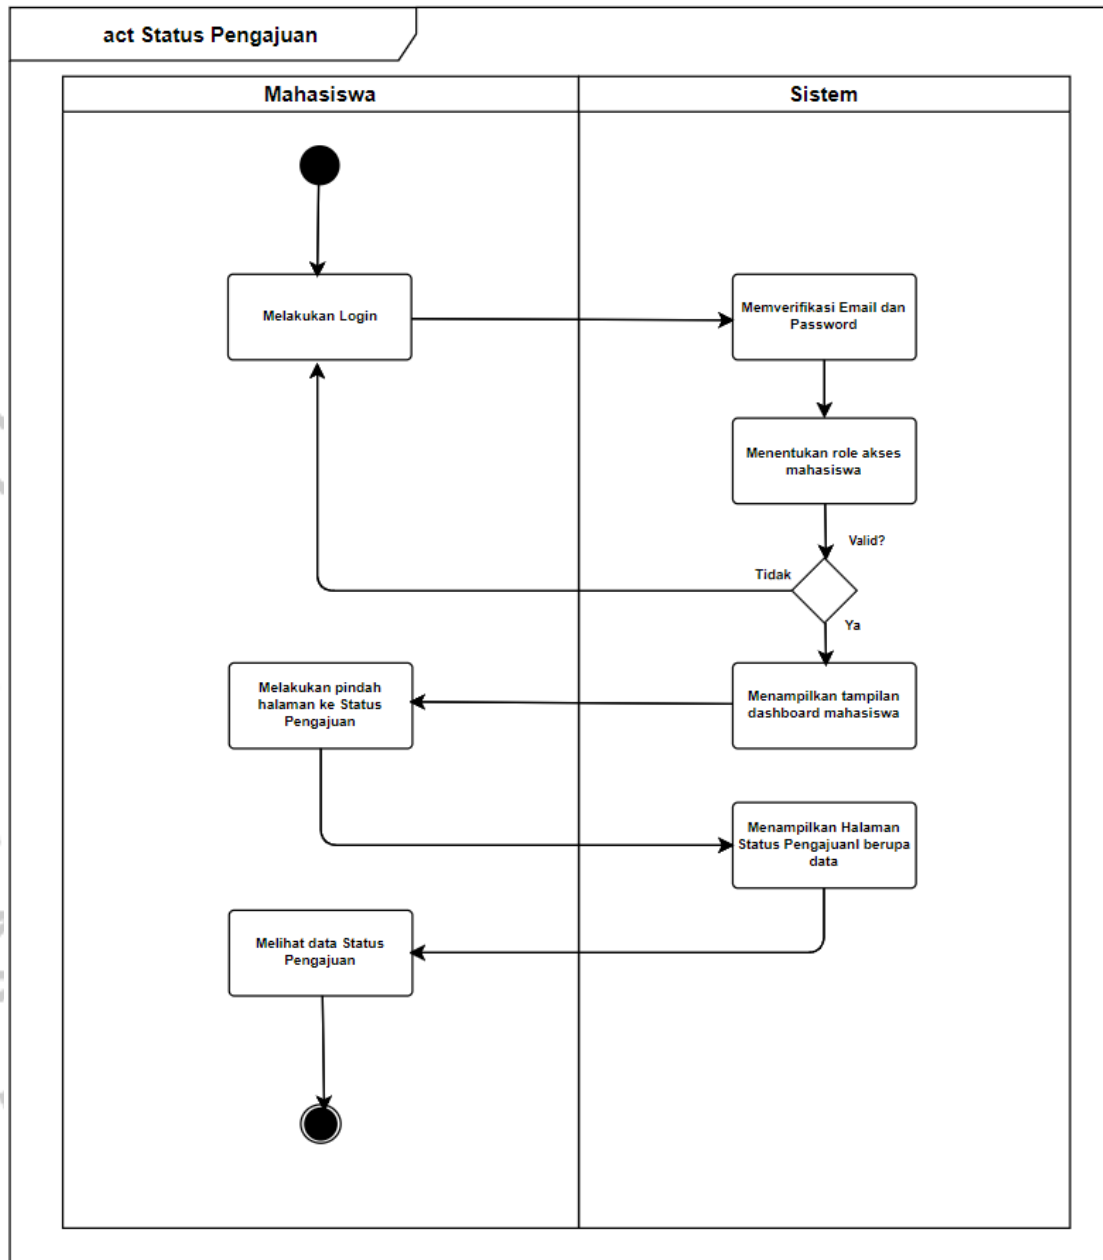 act Status Pengajuan
Mahasiswa
Sistem
Melakukan Login
Memverifikasi Email dan
Password
Menentukan role akses
mahasiswa
Valid?
Tidak
Ya
Melakukan pindah
halaman ke Status
Pengajuan
Menampilkan tampilan
dashboard mahasiswa
Menampilkan Halaman
Status PengajuanI berupa
data
Melihat data Status
Pengajuan